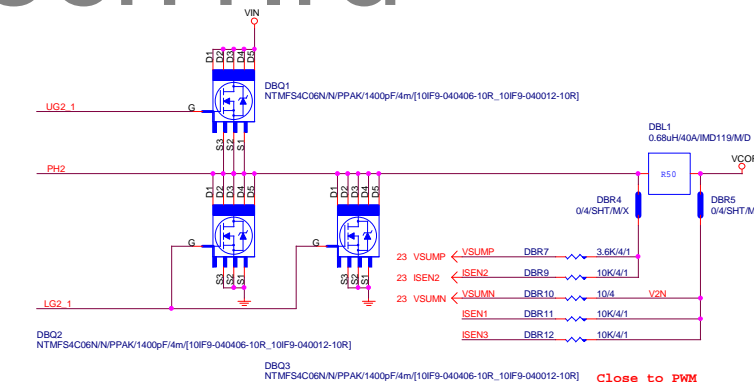 VIN
D1 D2 D3 D4 D5
DBQ1
NTMFS4C06N/N/PPAK/1400pF/4m/[10IF9-040406-10R_10IF9-040012-10R]
UG2_1
G
S3 S2 S1
DBL1
0.68uH/40A/IMD119/M/D
PH2
R50
D1 D2 D3 D4 D5
D1 D2 D3 D4 D5
DBR4
0/4/SHT/M/X
DBR5
G
G
23 VSUMP VSUMP DBR7 3.6K/4/1
23 ISEN2 ISEN2 DBR9 10K/4/1
S3 S2 S1
S3 S2 S1
23 VSUMN VSUMN DBR10 10/4 V2N
LG2_1
ISEN1 DBR11 10K/4/1
ISEN3 DBR12 10K/4/1
DBQ2
NTMFS4C06N/N/PPAK/1400pF/4m/[10IF9-040406-10R_10IF9-040012-10R]
DBQ3
NTMFS4C06N/N/PPAK/1400pF/4m/[10IF9-040406-10R_10IF9-040012-10R]
Close to PWM